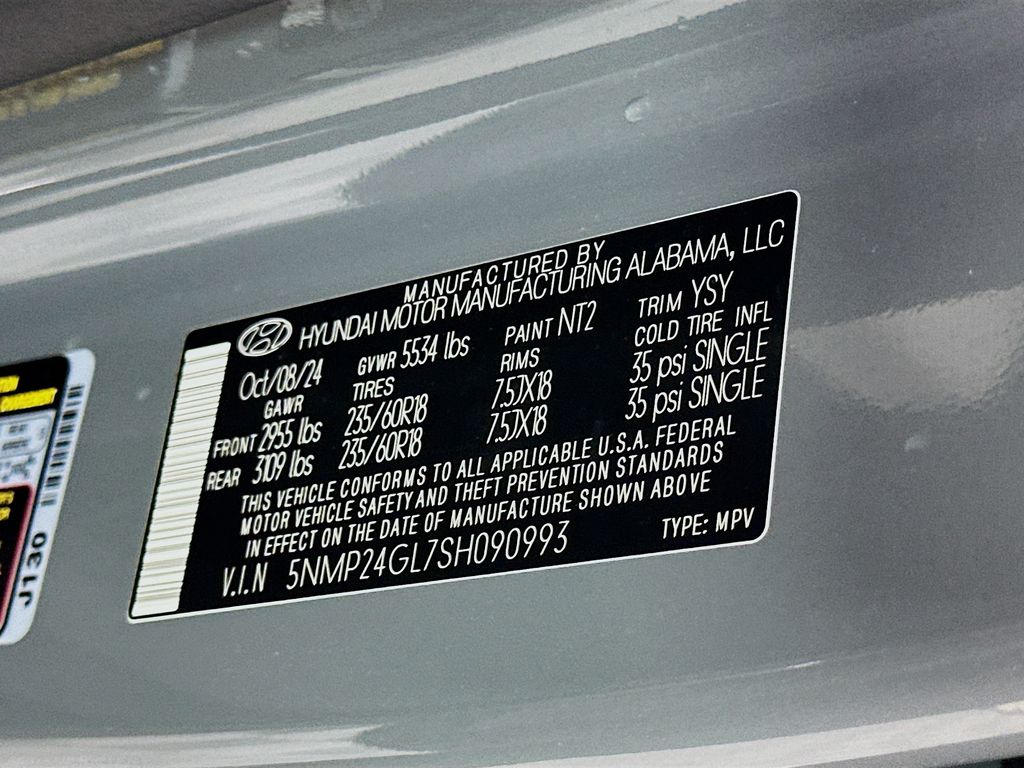 MANUFACTURED BY
HYUNDAI MOTOR MANUFACTURING ALABAMA, LLC
Oct/08/24 GVWR 5534 lbs PAINT NT2 TRIM YSY
GAWR TIRES RIMS COLD TIRE INFL
FRONT 2955 lbs 235/60R18 7.5JX18 35 psi SINGLE
REAR 3109 lbs 235/60R18 7.5JX18 35 psi SINGLE
THIS VEHICLE CONFORMS TO ALL APPLICABLE U.S.A. FEDERAL
MOTOR VEHICLE SAFETY AND THEFT PREVENTION STANDARDS
IN EFFECT ON THE DATE OF MANUFACTURE SHOWN ABOVE
V.I.N 5NMP24GL7SH090993 TYPE: MPV
J130